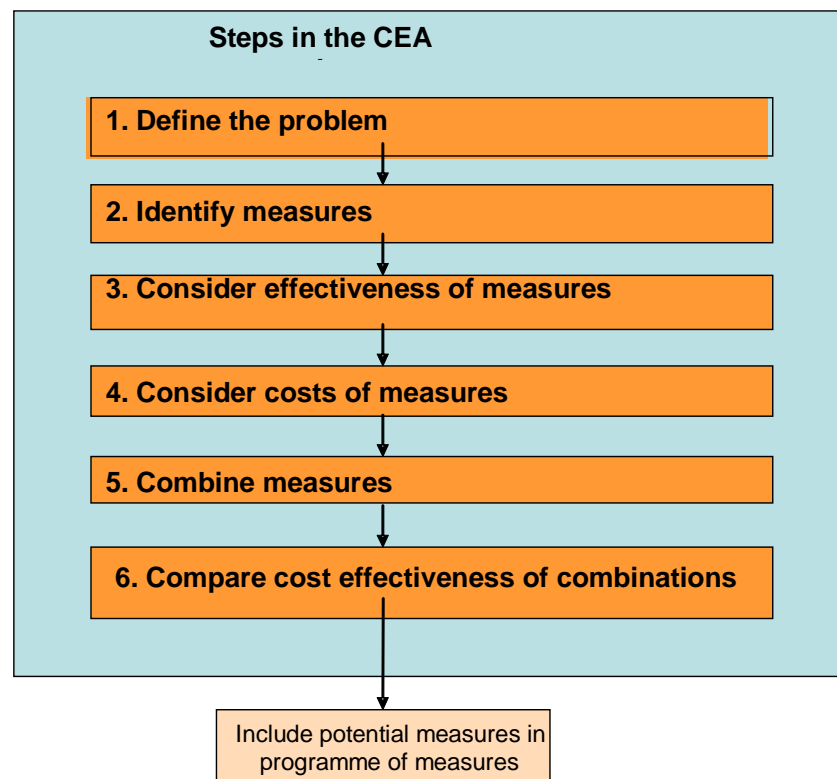 Steps in the CEA
1. Define the problem
2. Identify measures
3. Consider effectiveness of measures
4. Consider costs of measures
5. Combine measures
6. Compare cost effectiveness of combinations
Include potential measures in
programme of measures